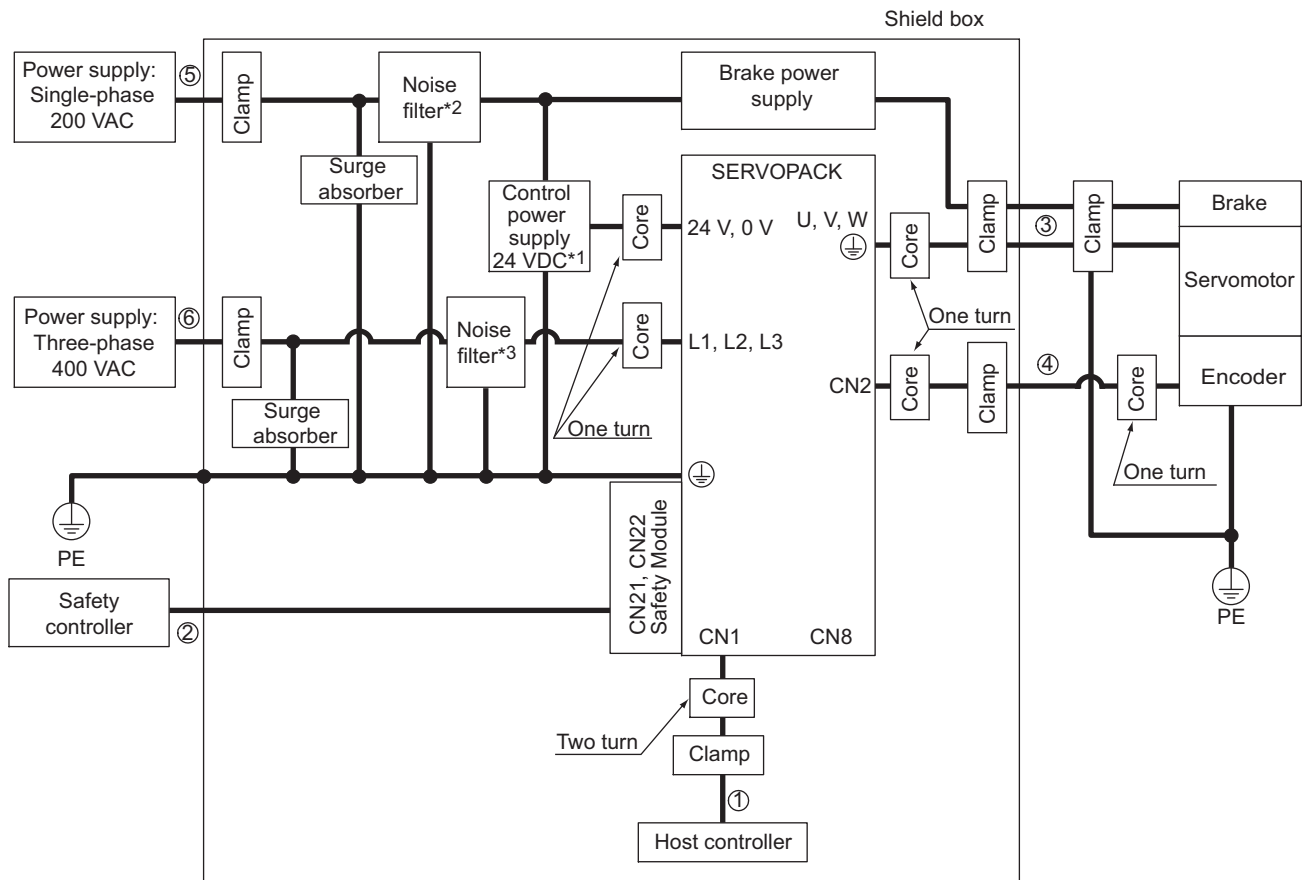 Shield box
Power supply:
Single-phase
200 VAC
⑤
Clamp
Noise
filter*2
Brake power
supply
Surge
absorber
Control
power
supply
24 VDC*1
Core
SERVOPACK
24 V, 0 V
U, V, W
Core
Clamp
③
Clamp
Brake
Servomotor
Power supply:
Three-phase
400 VAC
⑥
Clamp
Noise
filter*3
Core
L1, L2, L3
One turn
Surge
absorber
One turn
CN2
Core
Clamp
④
Core
Encoder
One turn
PE
CN21, CN22
Safety Module
PE
Safety
controller
②
CN1
CN8
Core
Two turn
Clamp
①
Host controller